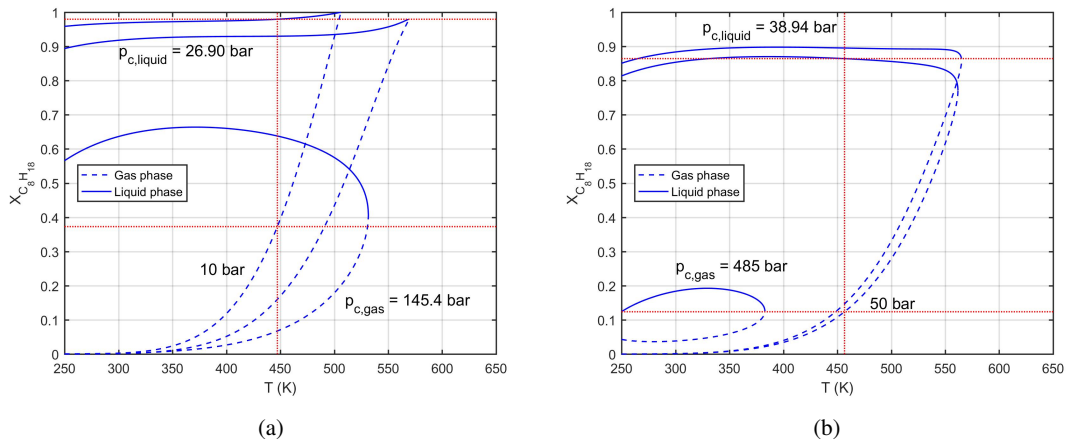 1
0.9
0.8
0.7
0.6
0.5
0.4
0.3
0.2
0.1
0
X_C8H18
p_c,liquid = 26.90 bar
Gas phase
Liquid phase
10 bar
p_c,gas = 145.4 bar
250 300 350 400 450 500 550 600 650
T (K)
(a)
1
0.9
0.8
0.7
0.6
0.5
0.4
0.3
0.2
0.1
0
X_C8H18
p_c,liquid = 38.94 bar
Gas phase
Liquid phase
p_c,gas = 485 bar
50 bar
250 300 350 400 450 500 550 600 650
T (K)
(b)